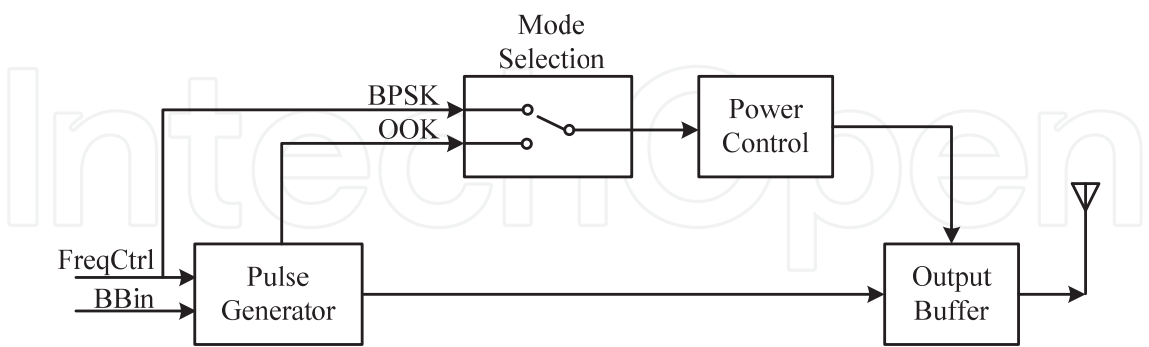 Mode
Selection
BPSK
OOK
Power
Control
FreqCtrl
BBin
Pulse
Generator
Output
Buffer
IntechOpen